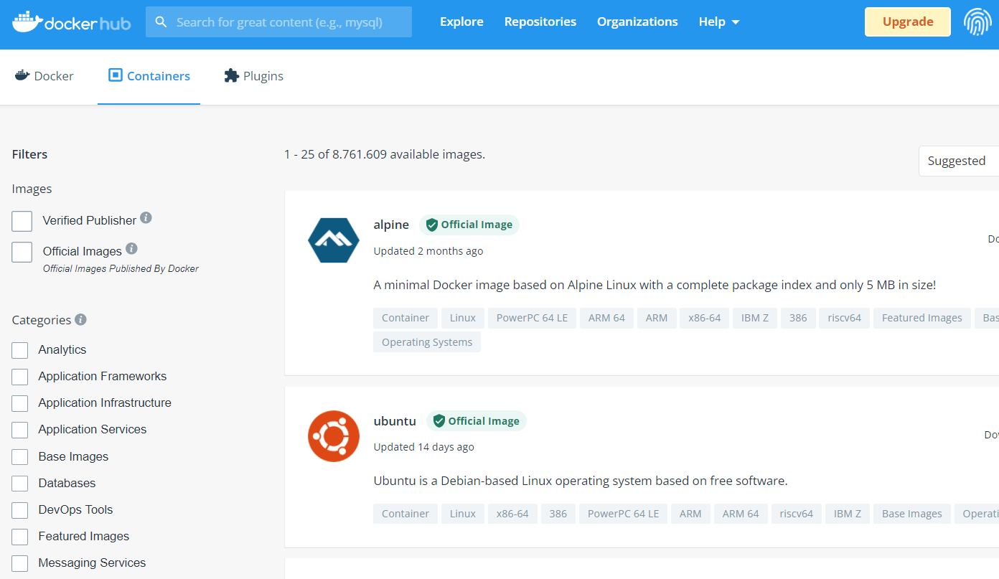 docker hub
Search for great content (e.g., mysql)
Explore
Repositories
Organizations
Help
Upgrade
Docker
Containers
Plugins
Filters
Images
Verified Publisher
Official Images
Official Images Published By Docker
Categories
Analytics
Application Frameworks
Application Infrastructure
Application Services
Base Images
Databases
DevOps Tools
Featured Images
Messaging Services
1 - 25 of 8.761.609 available images.
Suggested
alpine
Official Image
Updated 2 months ago
Do
A minimal Docker image based on Alpine Linux with a complete package index and only 5 MB in size!
Container Linux PowerPC 64 LE ARM 64 ARM x86-64 IBM Z 386 riscv64 Featured Images Bas
Operating Systems
ubuntu
Official Image
Updated 14 days ago
Dov
Ubuntu is a Debian-based Linux operating system based on free software.
Container Linux x86-64 386 PowerPC 64 LE ARM ARM 64 riscv64 IBM Z Base Images Operati